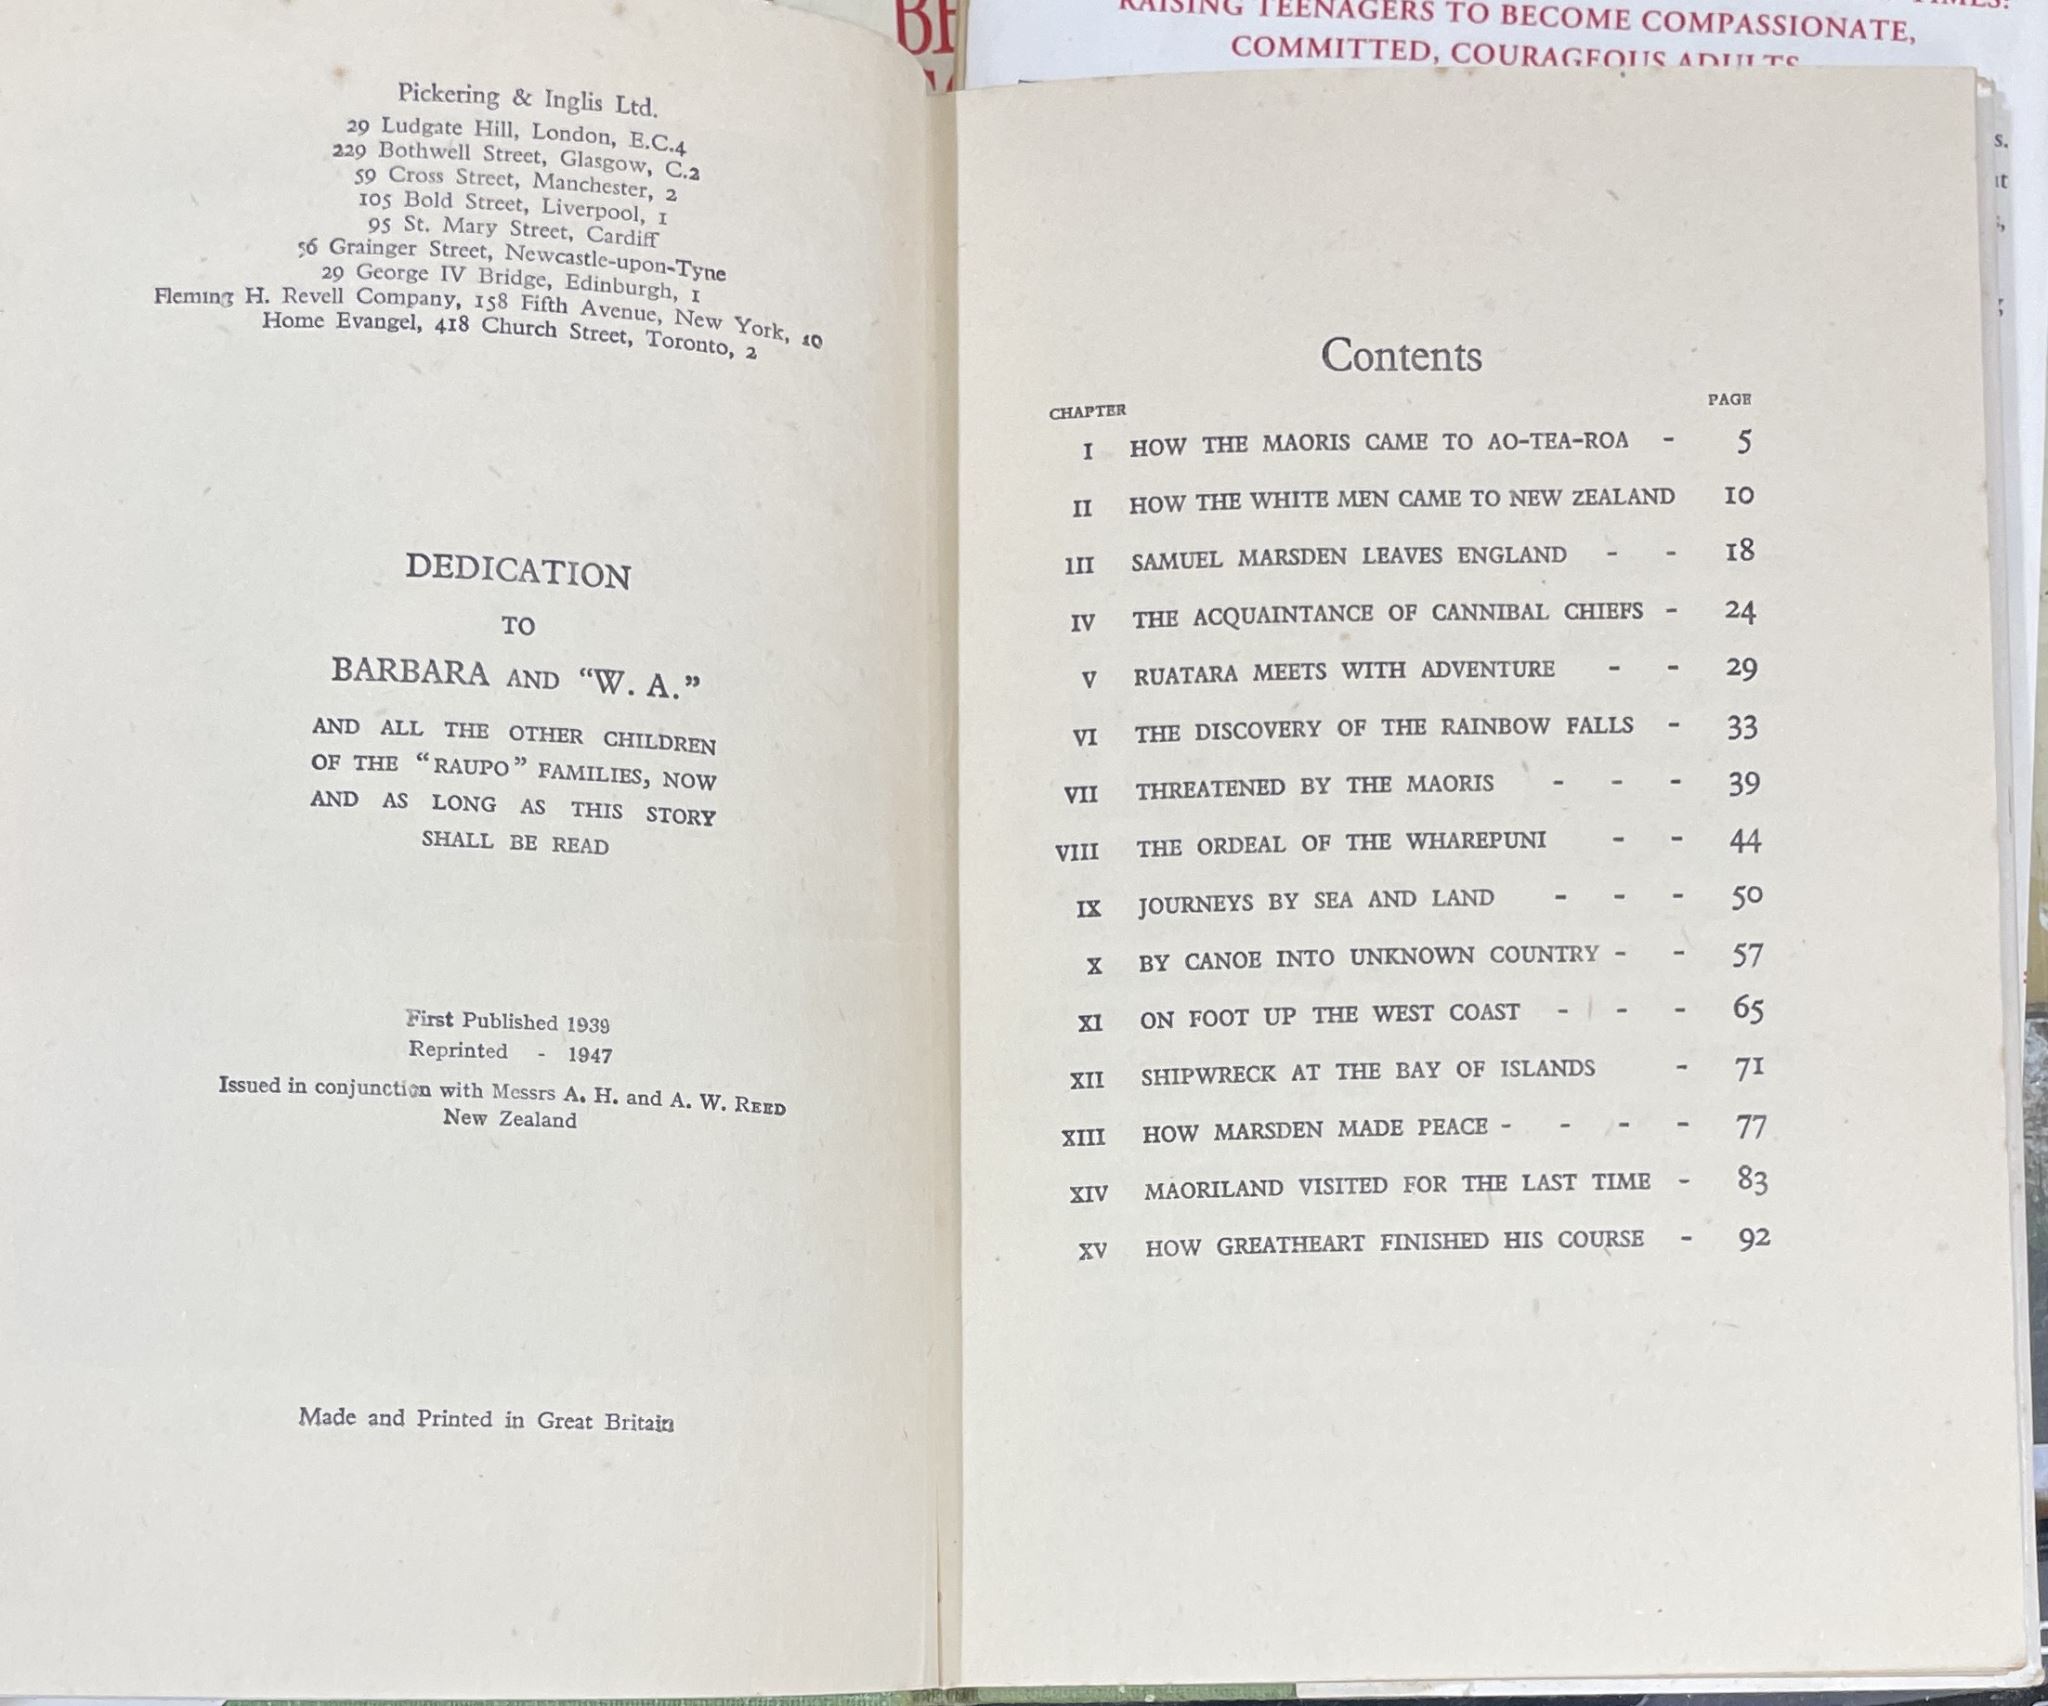 Pickering & Inglis Ltd.
29 Ludgate Hill, London, E.C.4
229 Bothwell Street, Glasgow, C.2
59 Cross Street, Manchester, 2
105 Bold Street, Liverpool, 1
95 St. Mary Street, Cardiff
56 Grainger Street, Newcastle-upon-Tyne
29 George IV Bridge, Edinburgh, 1
Fleming H. Revell Company, 158 Fifth Avenue, New York, 10
Home Evangel, 418 Church Street, Toronto, 2
DEDICATION
TO
BARBARA AND “W. A.”
AND ALL THE OTHER CHILDREN
OF THE “RAUPO” FAMILIES, NOW
AND AS LONG AS THIS STORY
SHALL BE READ
First Published 1939
Reprinted - 1947
Issued in conjunction with Messrs A. H. and A. W. REED
New Zealand
Made and Printed in Great Britain
RAISING TEENAGERS TO BECOME COMPASSIONATE,
COMMITTED, COURAGEOUS ADULTS
Contents
CHAPTER PAGE
I HOW THE MAORIS CAME TO AO-TEA-ROA - 5
II HOW THE WHITE MEN CAME TO NEW ZEALAND 10
III SAMUEL MARSDEN LEAVES ENGLAND - - 18
IV THE ACQUAINTANCE OF CANNIBAL CHIEFS - 24
V RUATARA MEETS WITH ADVENTURE - - 29
VI THE DISCOVERY OF THE RAINBOW FALLS - 33
VII THREATENED BY THE MAORIS - - - 39
VIII THE ORDEAL OF THE WHAREPUNI - - 44
IX JOURNEYS BY SEA AND LAND - - - 50
X BY CANOE INTO UNKNOWN COUNTRY - - 57
XI ON FOOT UP THE WEST COAST - - - 65
XII SHIPWRECK AT THE BAY OF ISLANDS - 71
XIII HOW MARSDEN MADE PEACE - - - - 77
XIV MAORILAND VISITED FOR THE LAST TIME - 83
XV HOW GREATHEART FINISHED HIS COURSE - 92